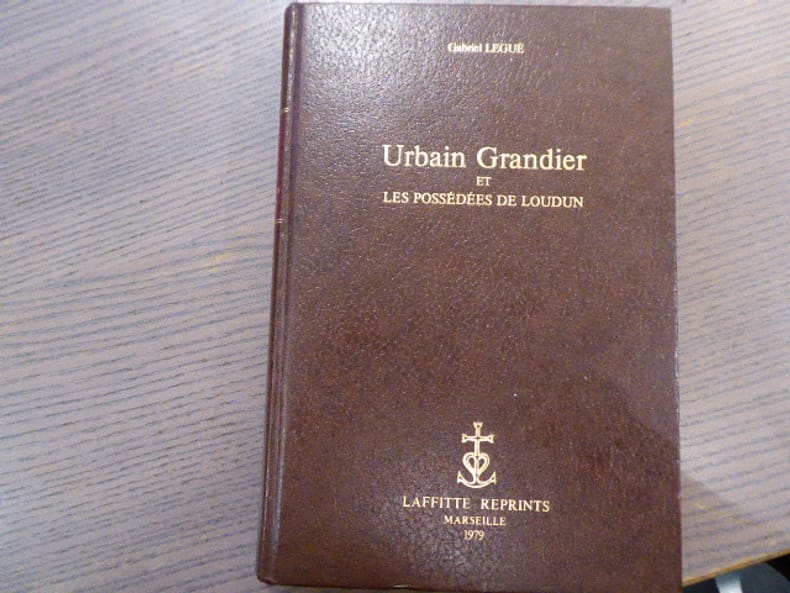 Gabriel LEGUÉ
Urbain Grandier
ET
LES POSSÉDÉES DE LOUDUN
LAFFITTE REPRINTS
MARSEILLE
1979